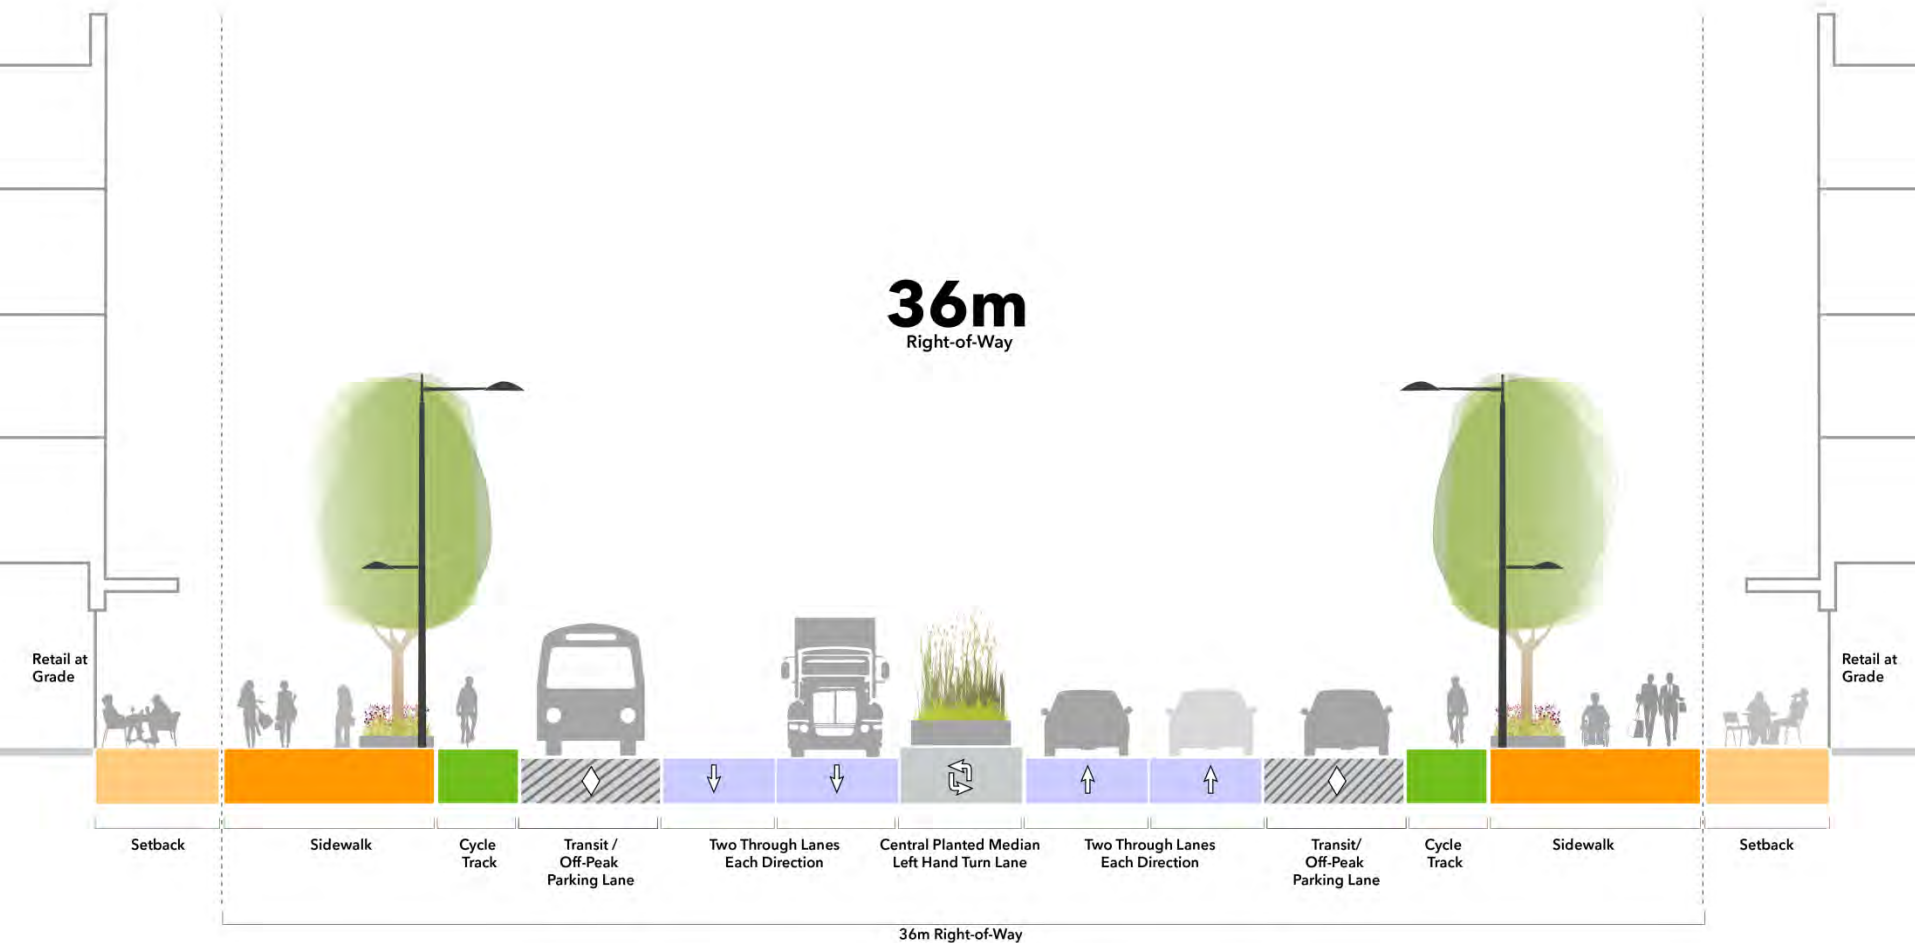 36m
Right-of-Way
Retail at
Grade
Retail at
Grade
Setback
Sidewalk
Cycle
Track
Transit /
Off-Peak
Parking Lane
Two Through Lanes
Each Direction
Central Planted Median
Left Hand Turn Lane
Two Through Lanes
Each Direction
Transit/
Off-Peak
Parking Lane
Cycle
Track
Sidewalk
Setback
36m Right-of-Way